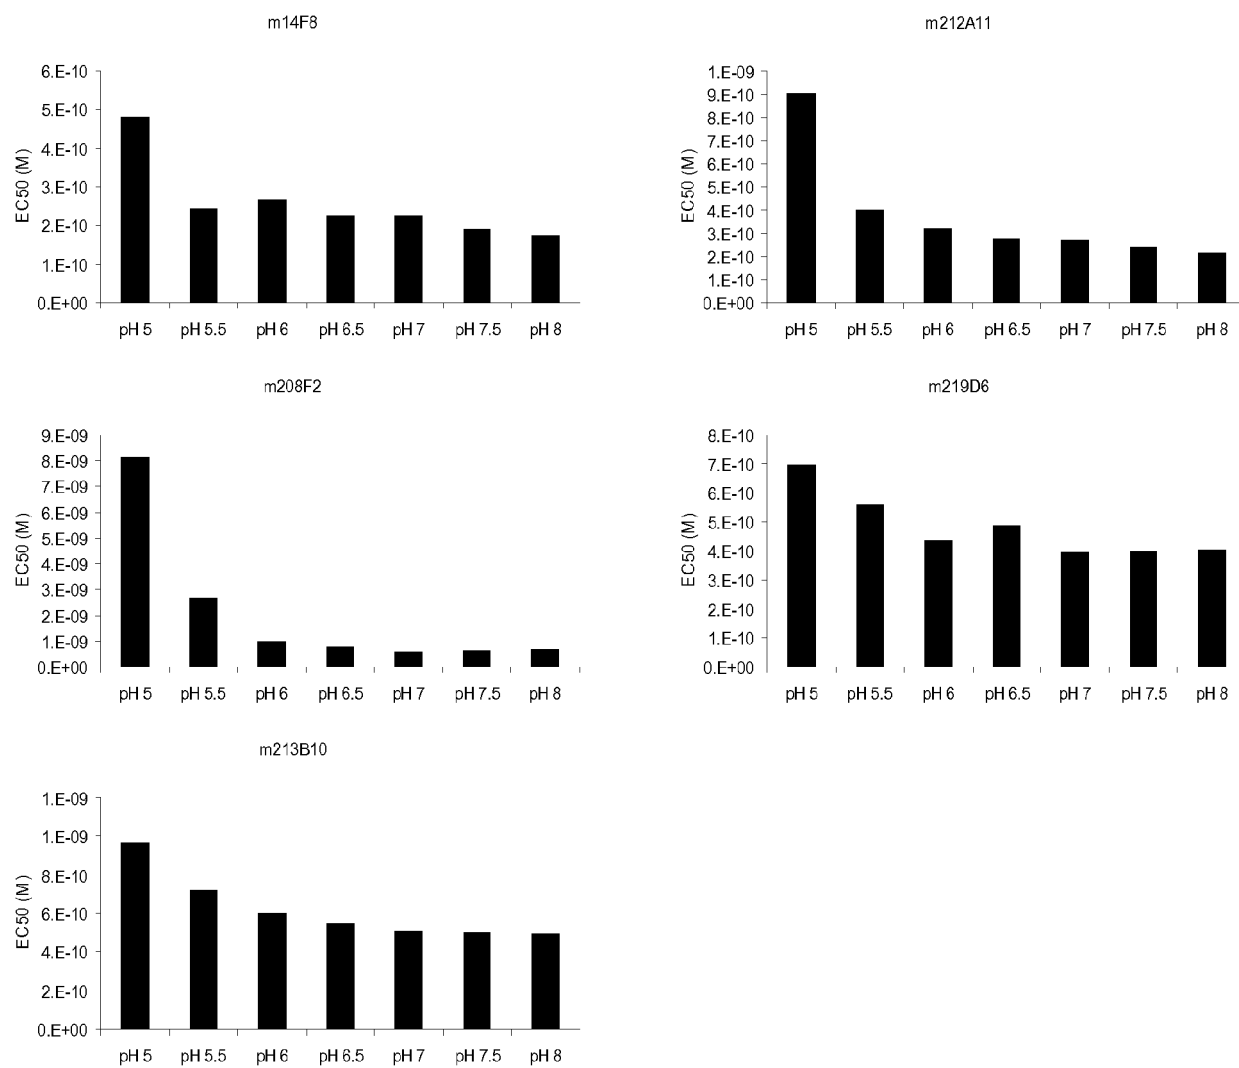 m14F8
6.E-10
5.E-10
4.E-10
3.E-10
2.E-10
1.E-10
0.E+00
EC50 (M)
pH 5 pH 5.5 pH 6 pH 6.5 pH 7 pH 7.5 pH 8
m212A11
1.E-09
9.E-10
8.E-10
7.E-10
6.E-10
5.E-10
4.E-10
3.E-10
2.E-10
1.E-10
0.E+00
EC50 (M)
pH 5 pH 5.5 pH 6 pH 6.5 pH 7 pH 7.5 pH 8
m208F2
9.E-09
8.E-09
7.E-09
6.E-09
5.E-09
4.E-09
3.E-09
2.E-09
1.E-09
0.E+00
EC50 (M)
pH 5 pH 5.5 pH 6 pH 6.5 pH 7 pH 7.5 pH 8
m219D6
8.E-10
7.E-10
6.E-10
5.E-10
4.E-10
3.E-10
2.E-10
1.E-10
0.E+00
EC50 (M)
pH 5 pH 5.5 pH 6 pH 6.5 pH 7 pH 7.5 pH 8
m213B10
1.E-09
1.E-09
8.E-10
6.E-10
4.E-10
2.E-10
0.E+00
EC50 (M)
pH 5 pH 5.5 pH 6 pH 6.5 pH 7 pH 7.5 pH 8